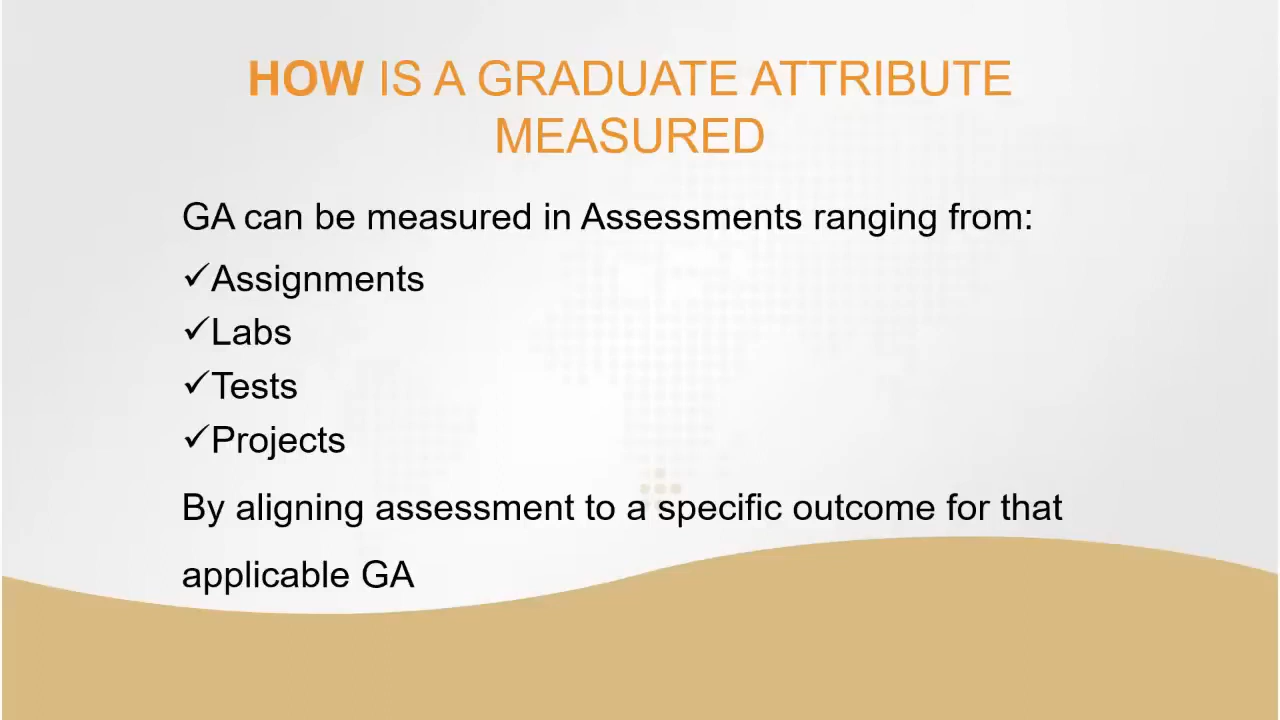 HOW IS A GRADUATE ATTRIBUTE
MEASURED
GA can be measured in Assessments ranging from:
✓Assignments
✓Labs
✓Tests
✓Projects
By aligning assessment to a specific outcome for that
applicable GA